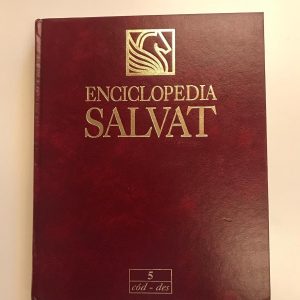 ENCICLOPEDIA
SALVAT
5
cód - des